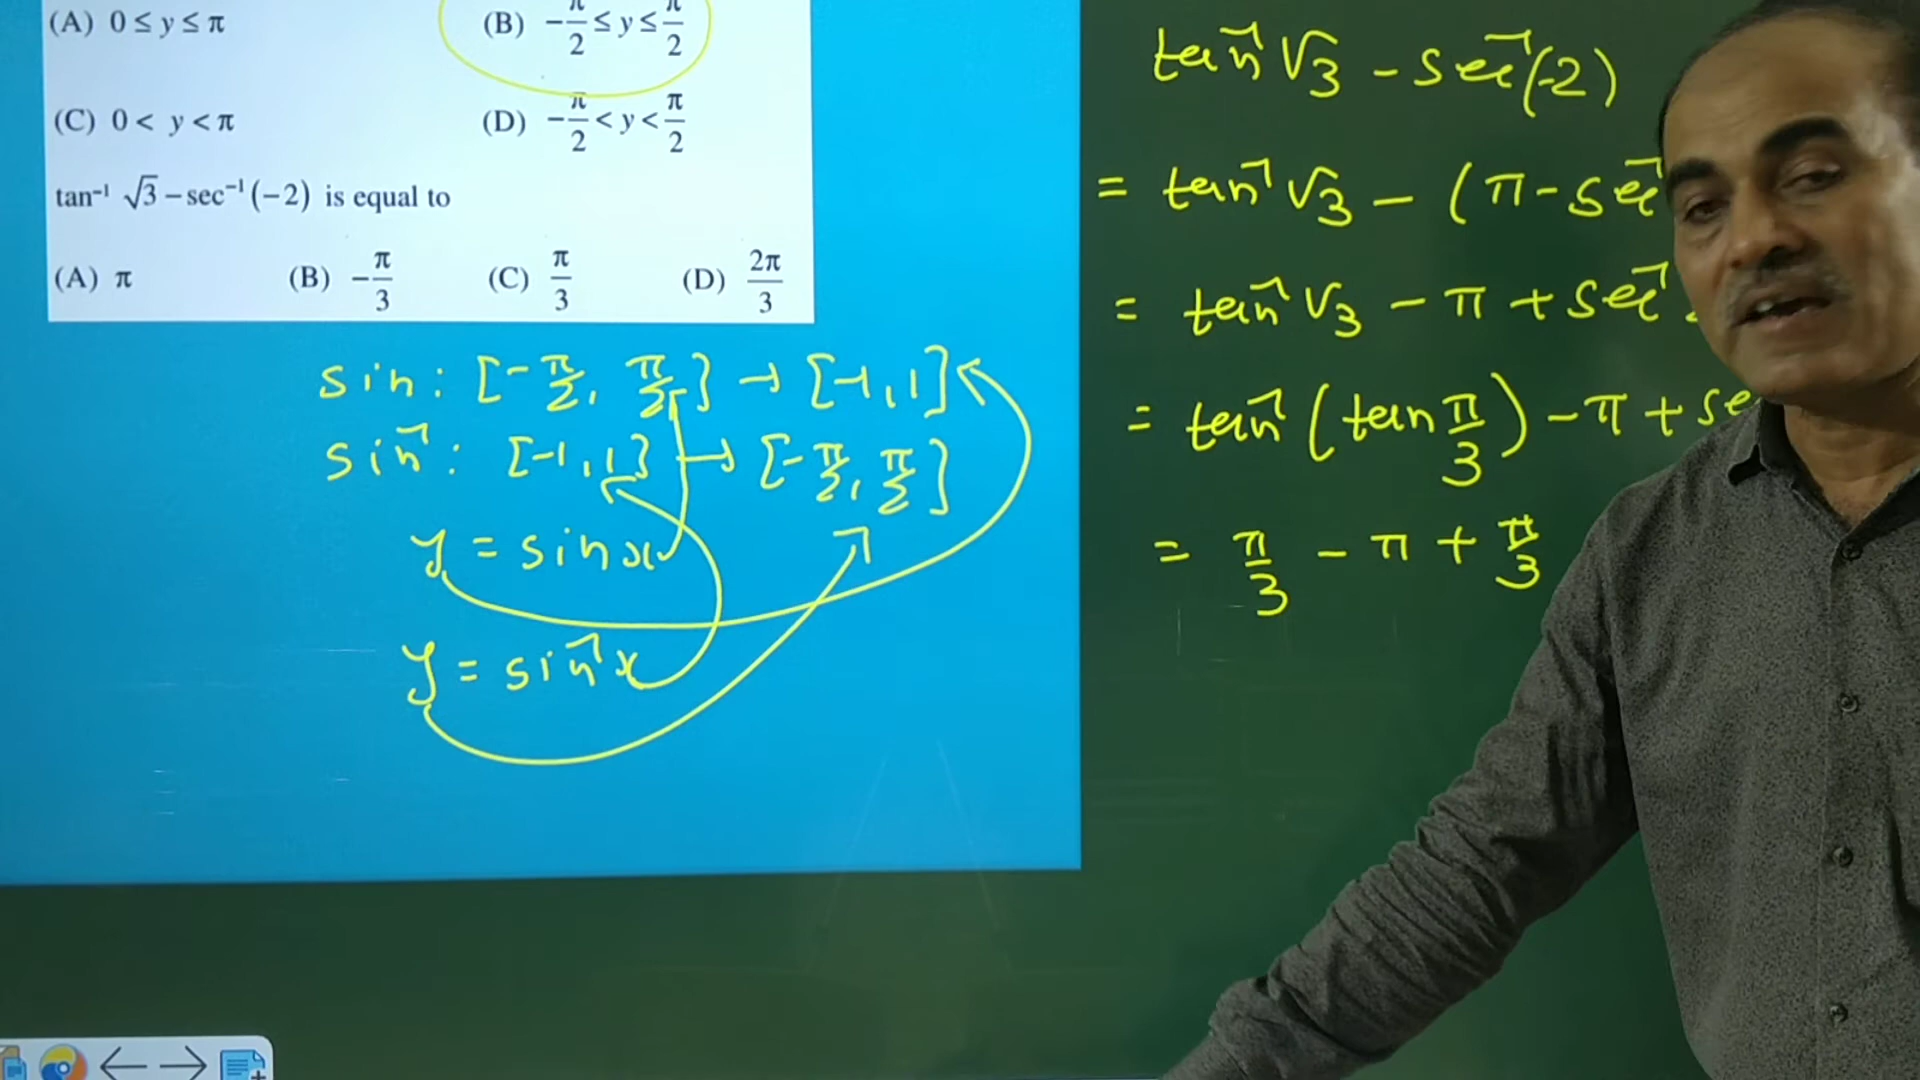 (A) 0 ≤ y ≤ π (B) −π/2 ≤ y ≤ π/2
(C) 0 < y < π (D) −π/2 < y < π/2
tan⁻¹ √3 − sec⁻¹ (−2) is equal to
(A) π (B) −π/3 (C) π/3 (D) 2π/3
sin : [−π/2, π/2] → [−1, 1]
sin⁻¹ : [−1, 1] → [−π/2, π/2]
y = sin x
y = sin⁻¹ x
tan⁻¹ √3 − sec⁻¹(−2)
= tan⁻¹ √3 − (π − sec⁻¹
= tan⁻¹ √3 − π + sec⁻¹
= tan⁻¹ (tan π/3) − π + se
= π/3 − π + π/3